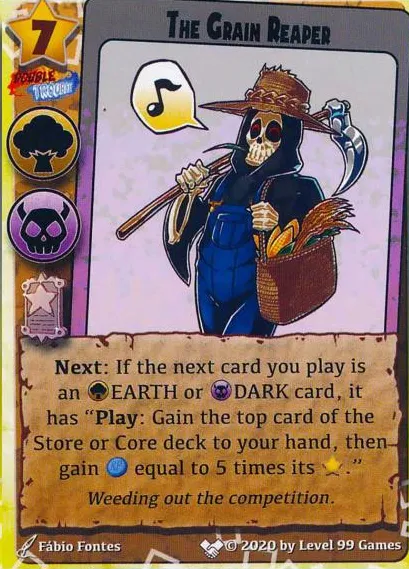 7
THE GRAIN REAPER
DOUBLE
TROUBLE
Next: If the next card you play is
an EARTH or DARK card, it
has “Play: Gain the top card of the
Store or Core deck to your hand, then
gain AP equal to 5 times its .”
Weeding out the competition.
Fábio Fontes
© 2020 by Level 99 Games